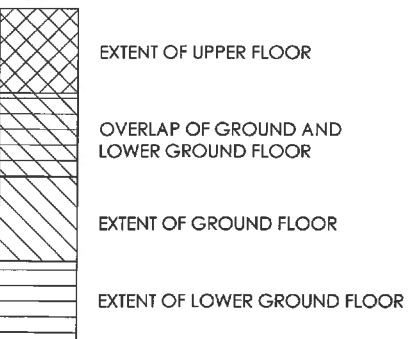 EXTENT OF UPPER FLOOR
OVERLAP OF GROUND AND
LOWER GROUND FLOOR
EXTENT OF GROUND FLOOR
EXTENT OF LOWER GROUND FLOOR